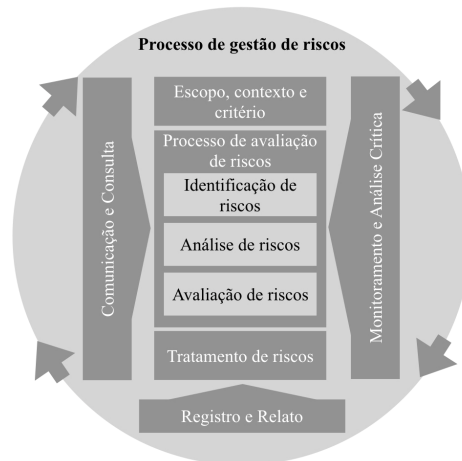 Processo de gestão de riscos
Escopo, contexto e
critério
Processo de avaliação
de riscos
Identificação de
riscos
Análise de riscos
Avaliação de riscos
Tratamento de riscos
Comunicação e Consulta
Monitoramento e Análise Crítica
Registro e Relato